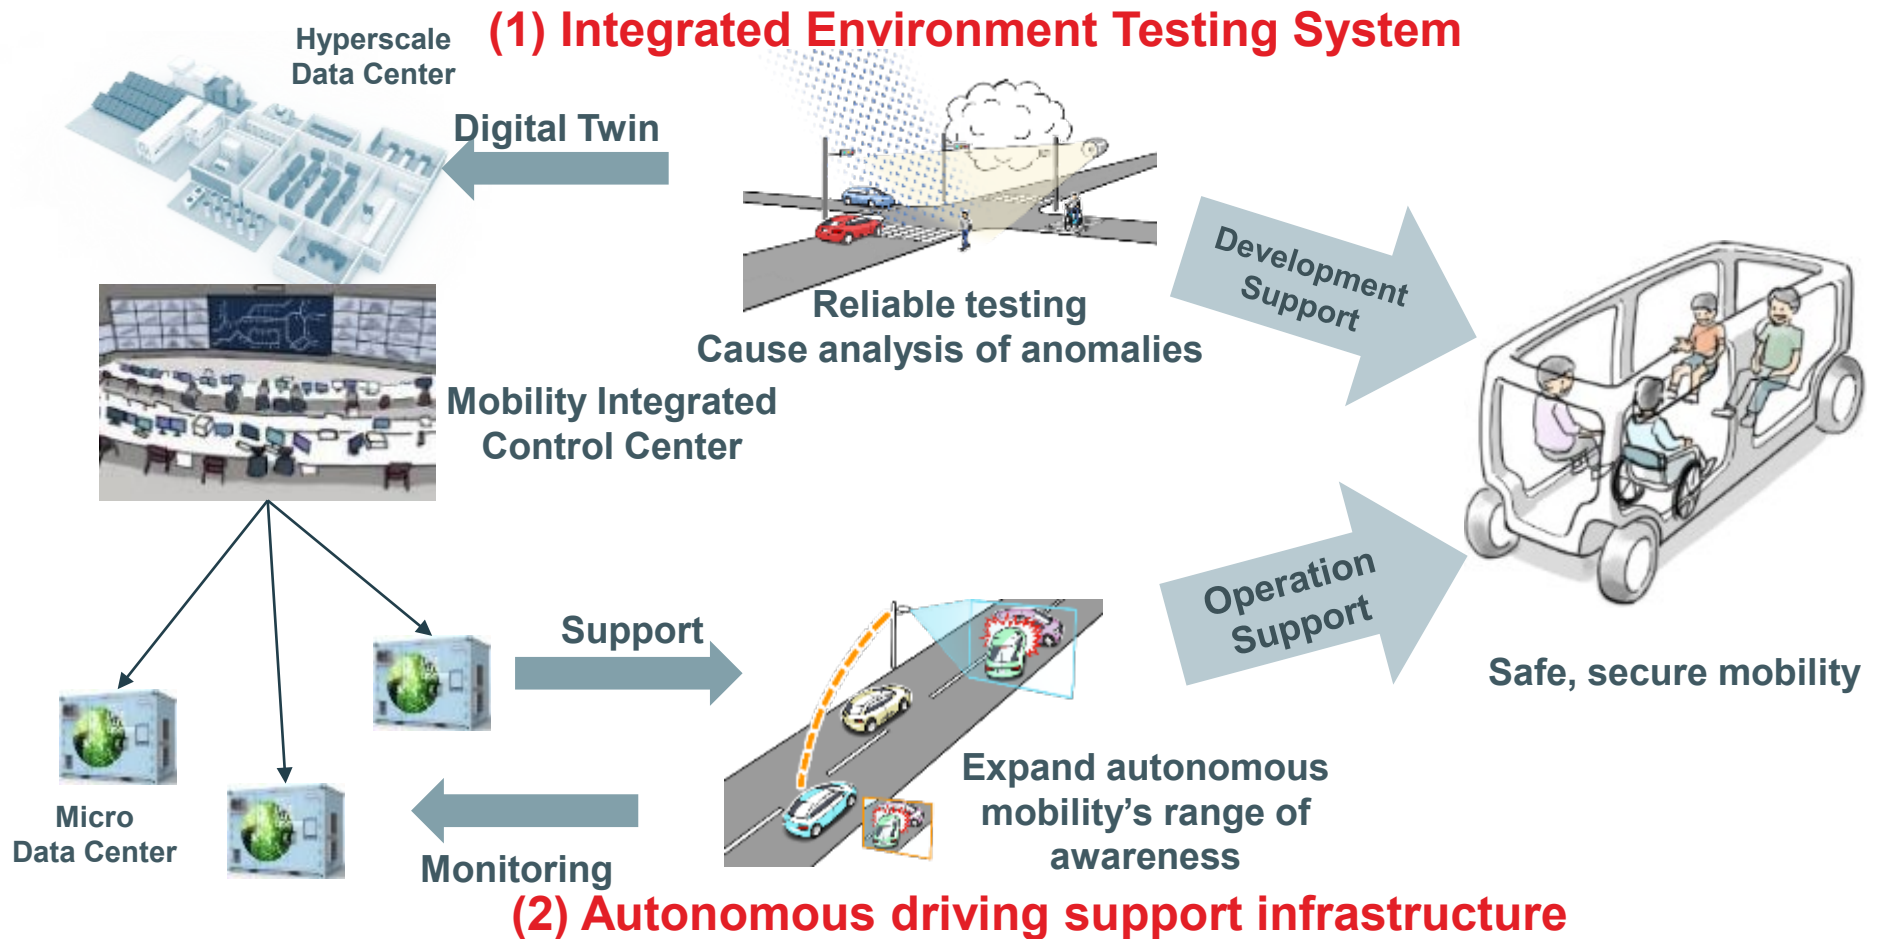 (1) Integrated Environment Testing System
Hyperscale
Data Center
Digital Twin
Reliable testing
Cause analysis of anomalies
Development
Support
Mobility Integrated
Control Center
Support
Operation
Support
Safe, secure mobility
Expand autonomous
mobility’s range of
awareness
Micro
Data Center
Monitoring
(2) Autonomous driving support infrastructure